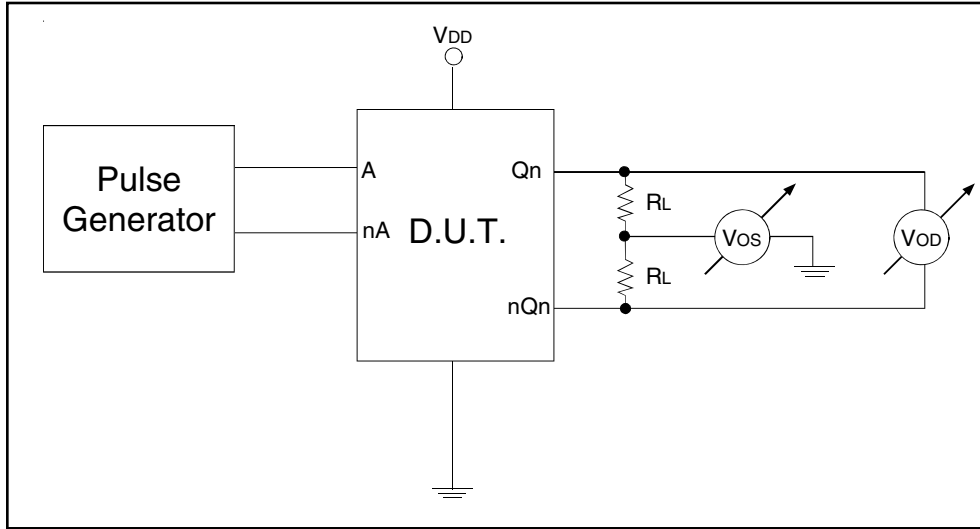 VDD
Pulse
Generator
A
nA
D.U.T.
Qn
nQn
RL
RL
VOS
VOD